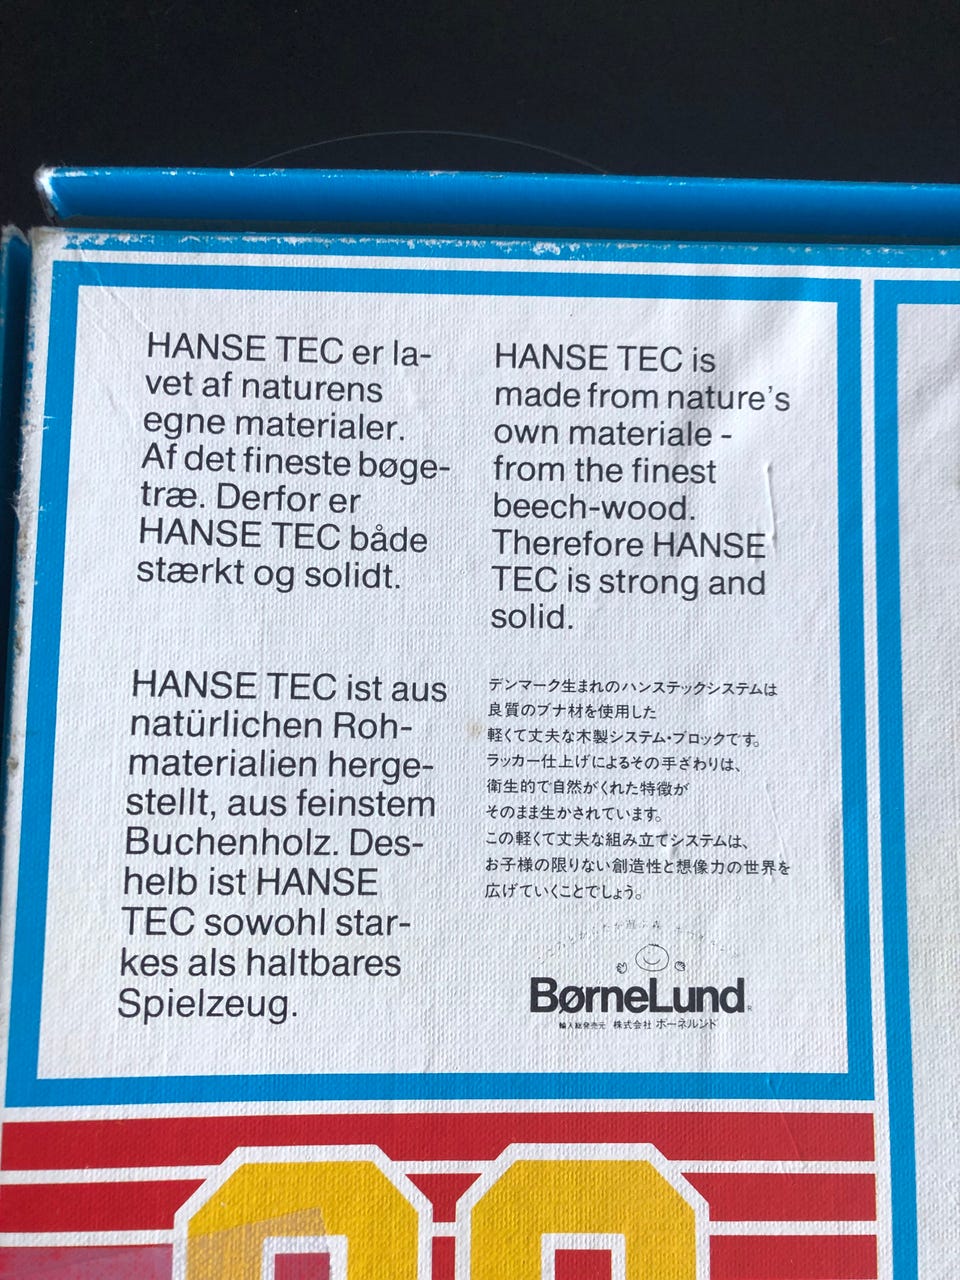 HANSE TEC er la-
vet af naturens
egne materialer.
Af det fineste bøge-
træ. Derfor er
HANSE TEC både
stærkt og solidt.
HANSE TEC is
made from nature's
own materiale -
from the finest
beech-wood.
Therefore HANSE
TEC is strong and
solid.
HANSE TEC ist aus
natürlichen Roh-
materialien herge-
stellt, aus feinstem
Buchenholz. Des-
helb ist HANSE
TEC sowohl star-
kes als haltbares
Spielzeug.
デンマーク生まれのハンステックシステムは
良質のブナ材を使用した
軽くて丈夫な木製システム・ブロックです。
ラッカー仕上げによるその手ざわりは、
衛生的で自然がくれた特徴が
そのまま生かされています。
この軽くて丈夫な組み立てシステムは、
お子様の限りない創造性と想像力の世界を
広げていくことでしょう。
BørneLund®
輸入総発売元 株式会社 ボーネルンド